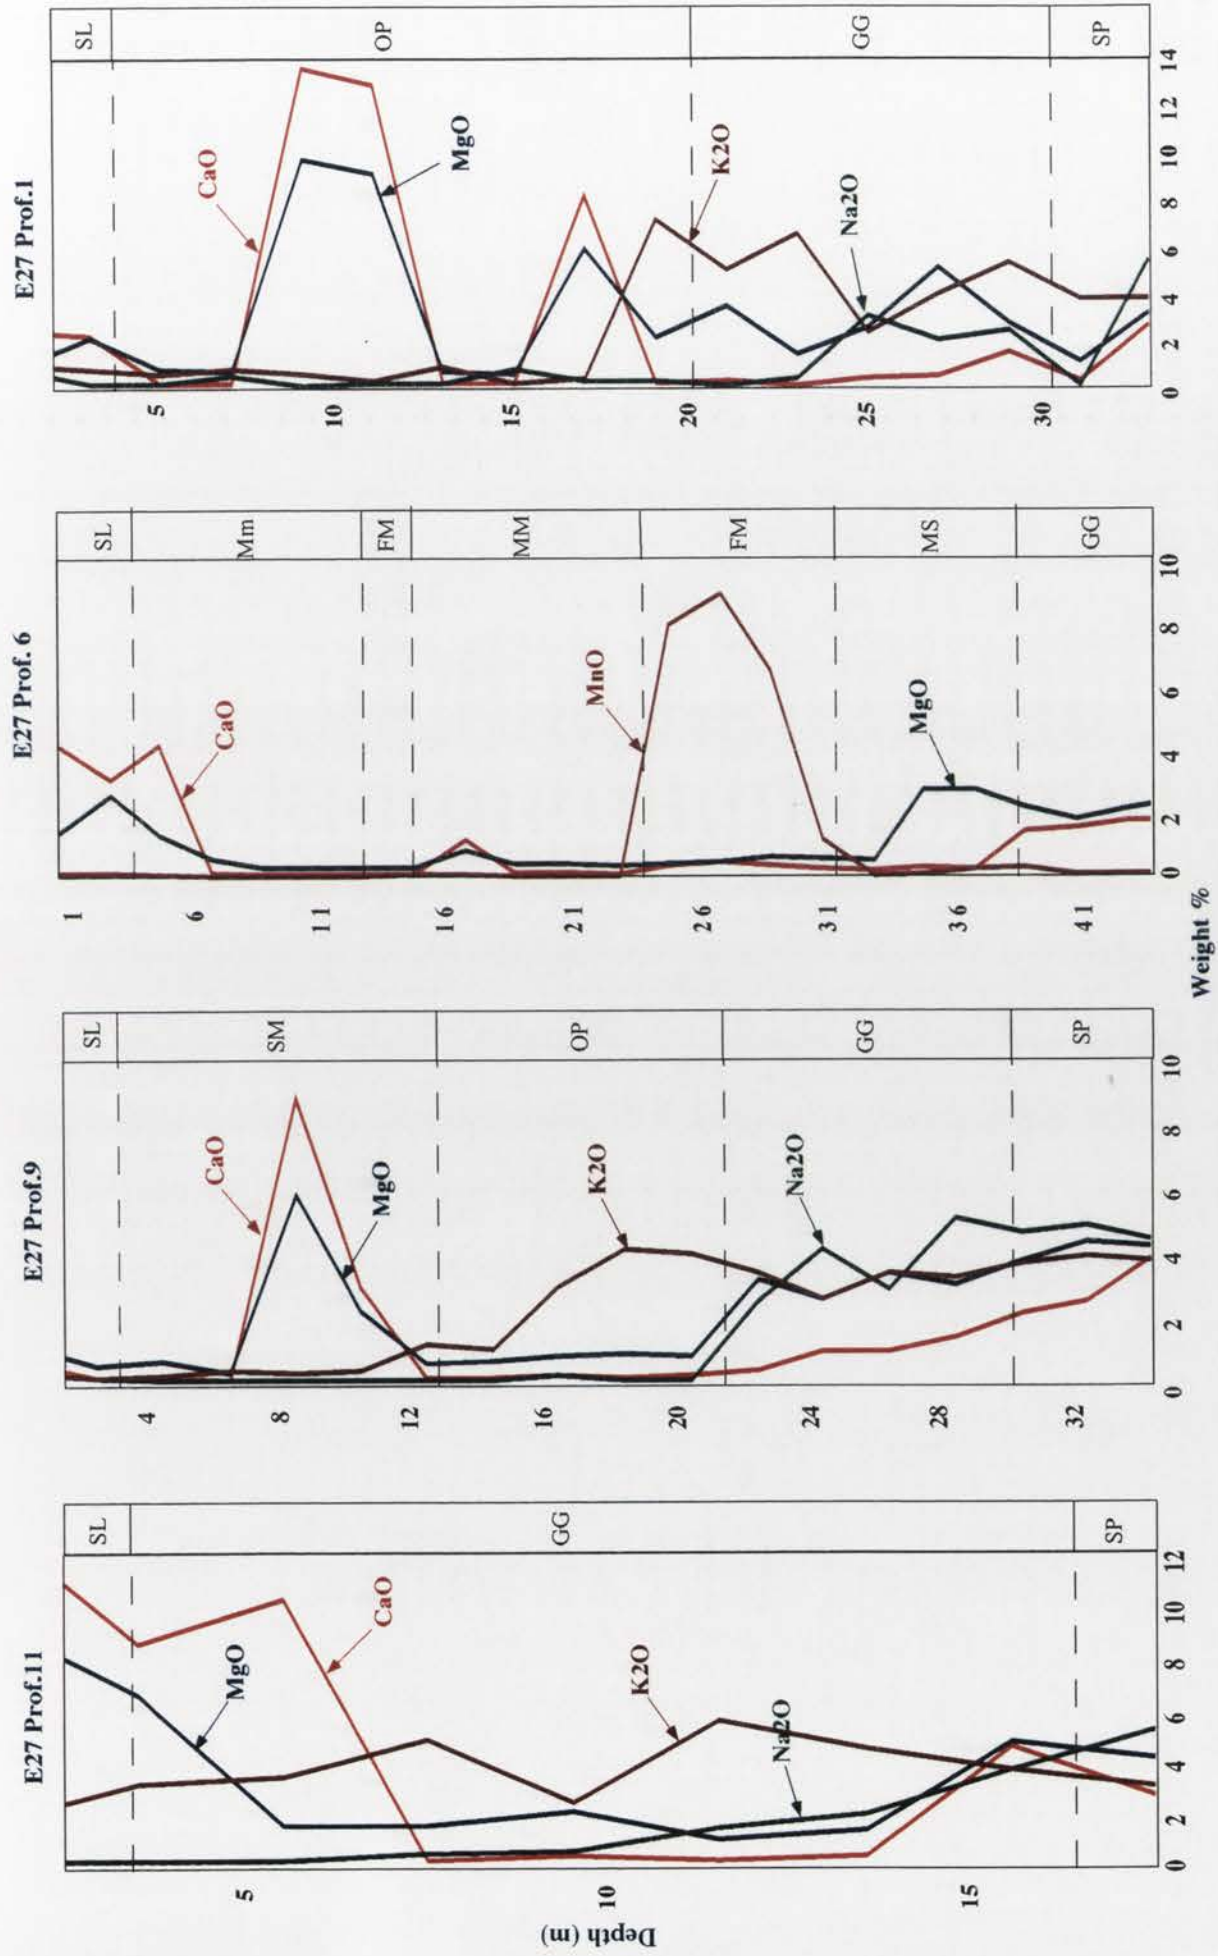 E27 Prof.11
SL
GG
SP
CaO
MgO
K2O
Na2O
0 2 4 6 8 10 12
5
10
15
Depth (m)
E27 Prof.9
SL
SM
OP
GG
SP
CaO
MgO
K2O
Na2O
0 2 4 6 8 10
4
8
12
16
20
24
28
32
E27 Prof. 6
SL
Mm
FM
MM
FM
MS
GG
CaO
MnO
MgO
0 2 4 6 8 10
1
6
11
16
21
26
31
36
41
Weight %
E27 Prof.1
SL
OP
GG
SP
CaO
MgO
K2O
Na2O
0 2 4 6 8 10 12 14
5
10
15
20
25
30